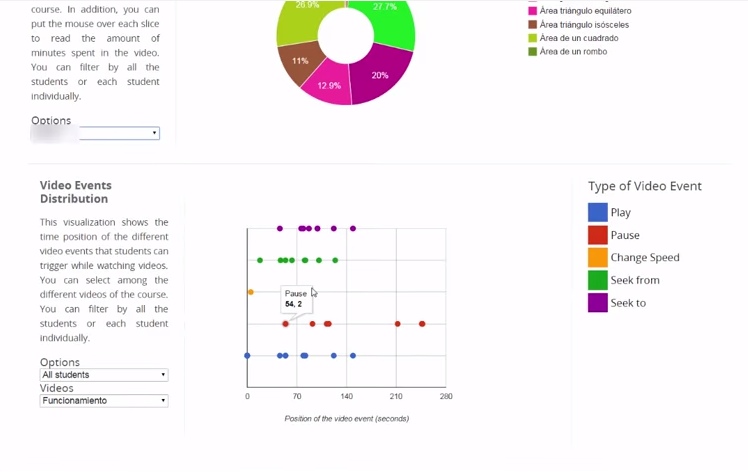 course. In addition, you can
put the mouse over each slice
to read the amount of
minutes spent in the video.
You can filter by all the
students or each student
individually.
Options
26.9%
27.7%
11%
12.9%
20%
Área triángulo equilátero
Área triángulo isósceles
Área de un cuadrado
Área de un rombo
Video Events
Distribution
This visualization shows the
time position of the different
video events that students can
trigger while watching videos.
You can select among the
different videos of the course.
You can filter by all the
students or each student
individually.
Options
All students
Videos
Funcionamiento
Pause
54, 2
0 70 140 210 280
Position of the video event (seconds)
Type of Video Event
Play
Pause
Change Speed
Seek from
Seek to